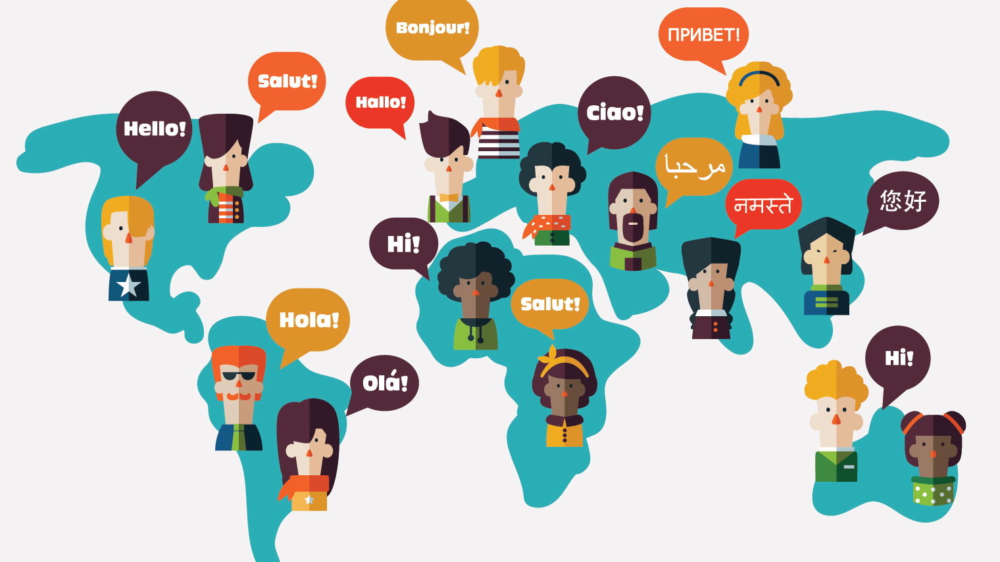 Bonjour!
ПРИВЕТ!
Salut!
Hallo!
Ciao!
Hello!
مرحبا
नमस्ते
您好
Hi!
Salut!
Hola!
Olá!
Hi!